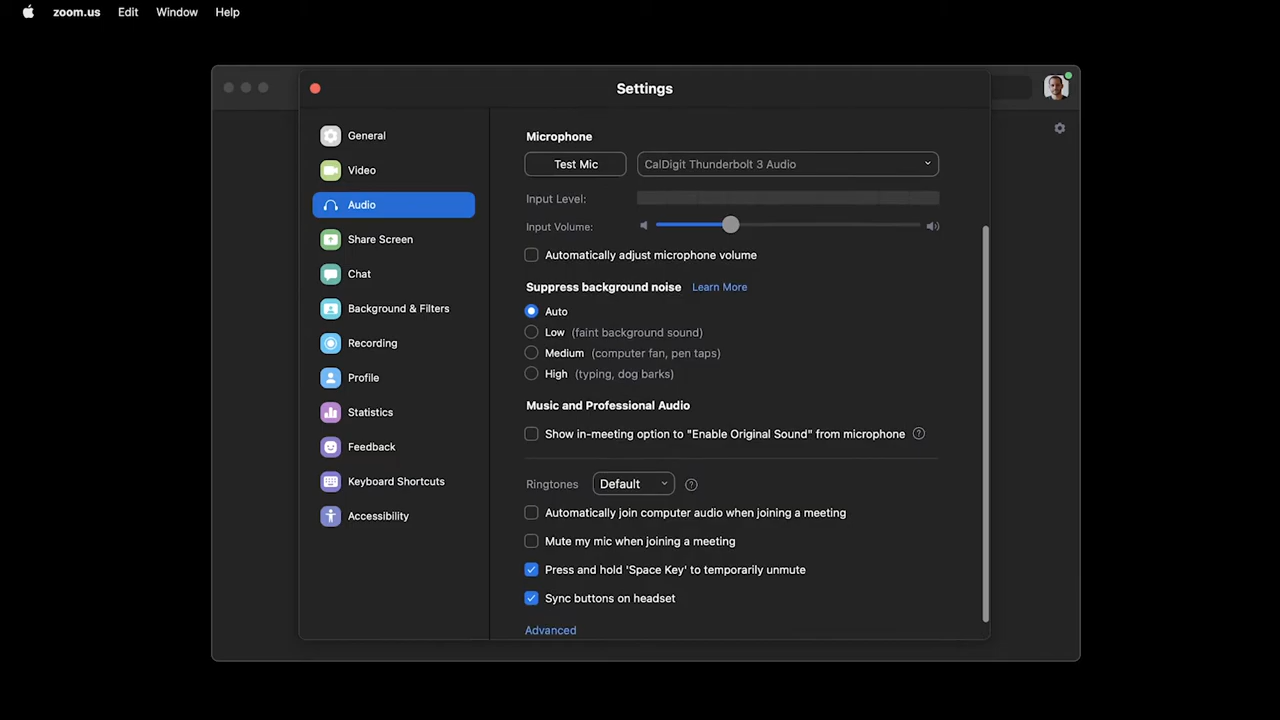 zoom.us Edit Window Help
Settings
General
Video
Audio
Share Screen
Chat
Background & Filters
Recording
Profile
Statistics
Feedback
Keyboard Shortcuts
Accessibility
Microphone
Test Mic CalDigit Thunderbolt 3 Audio
Input Level:
Input Volume:
Automatically adjust microphone volume
Suppress background noise Learn More
Auto
Low (faint background sound)
Medium (computer fan, pen taps)
High (typing, dog barks)
Music and Professional Audio
Show in-meeting option to "Enable Original Sound" from microphone ?
Ringtones Default ?
Automatically join computer audio when joining a meeting
Mute my mic when joining a meeting
Press and hold 'Space Key' to temporarily unmute
Sync buttons on headset
Advanced